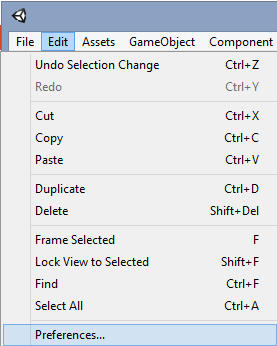 File Edit Assets GameObject Component
Undo Selection Change Ctrl+Z
Redo Ctrl+Y
Cut Ctrl+X
Copy Ctrl+C
Paste Ctrl+V
Duplicate Ctrl+D
Delete Shift+Del
Frame Selected F
Lock View to Selected Shift+F
Find Ctrl+F
Select All Ctrl+A
Preferences...